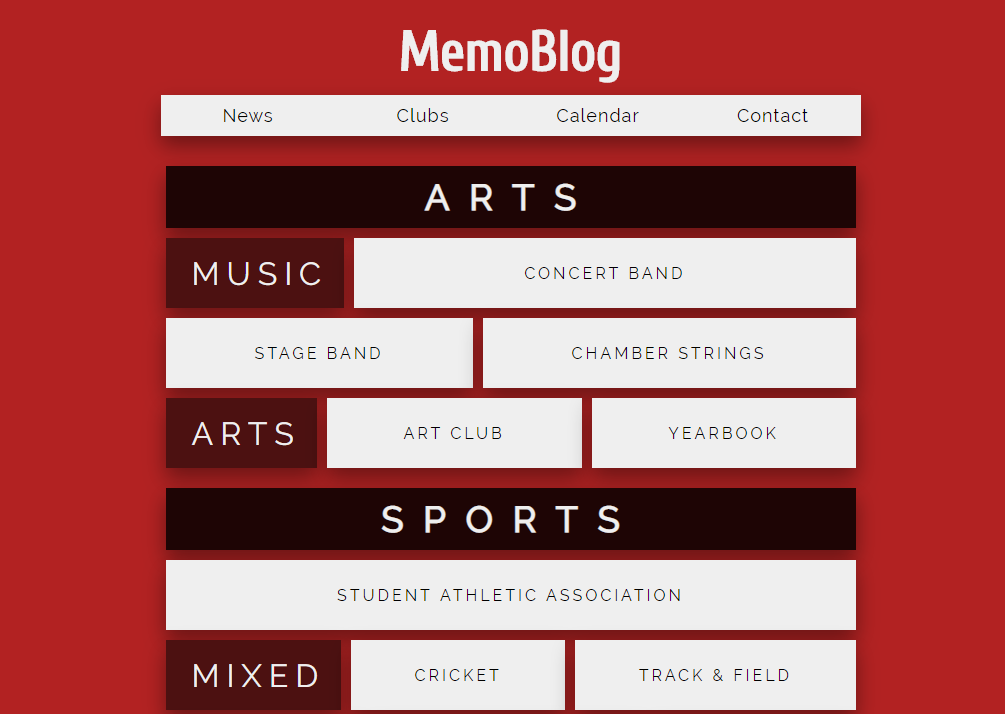 MemoBlog
News Clubs Calendar Contact
ARTS
MUSIC CONCERT BAND
STAGE BAND CHAMBER STRINGS
ARTS ART CLUB YEARBOOK
SPORTS
STUDENT ATHLETIC ASSOCIATION
MIXED CRICKET TRACK & FIELD